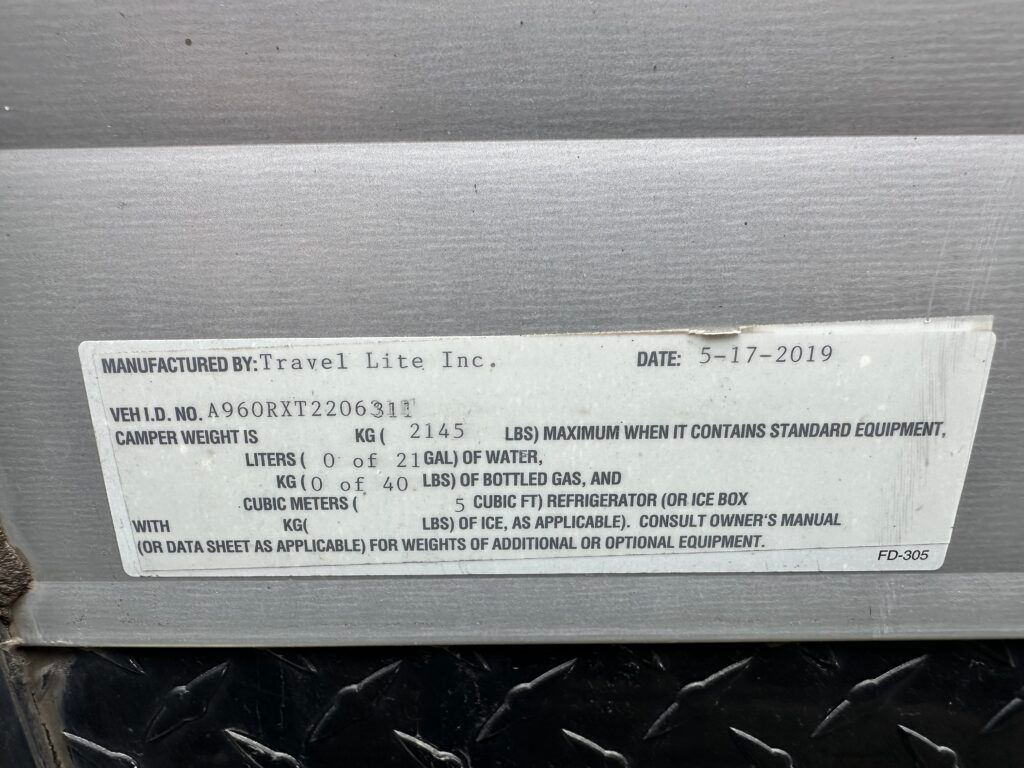 MANUFACTURED BY: Travel Lite Inc. DATE: 5-17-2019
VEH I.D. NO. A960RXT2206311
CAMPER WEIGHT IS KG ( 2145 LBS) MAXIMUM WHEN IT CONTAINS STANDARD EQUIPMENT,
LITERS ( 0 of 21 GAL) OF WATER,
KG ( 0 of 40 LBS) OF BOTTLED GAS, AND
CUBIC METERS ( 5 CUBIC FT) REFRIGERATOR (OR ICE BOX
WITH KG( LBS) OF ICE, AS APPLICABLE). CONSULT OWNER'S MANUAL
(OR DATA SHEET AS APPLICABLE) FOR WEIGHTS OF ADDITIONAL OR OPTIONAL EQUIPMENT.
FD-305